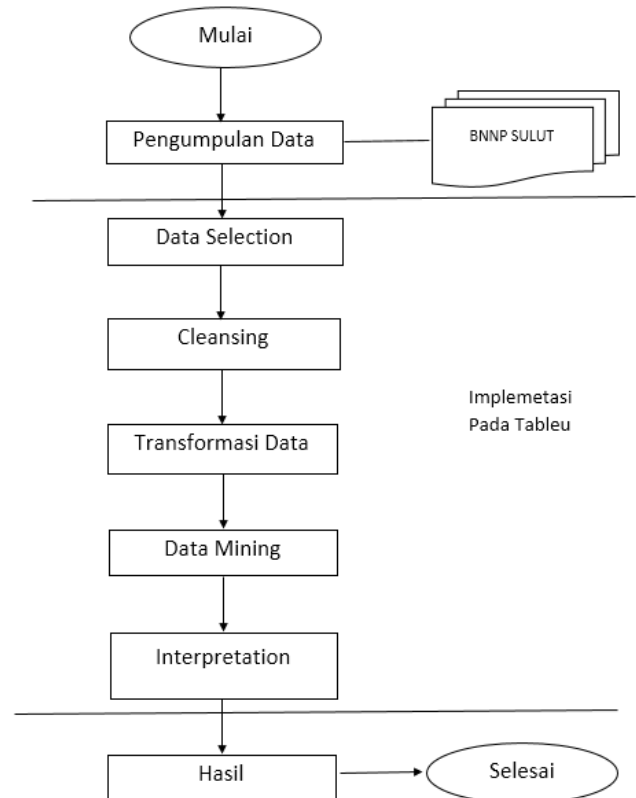 Mulai
Pengumpulan Data
BNNP SULUT
Data Selection
Cleansing
Implemetasi
Pada Tableu
Transformasi Data
Data Mining
Interpretation
Hasil
Selesai